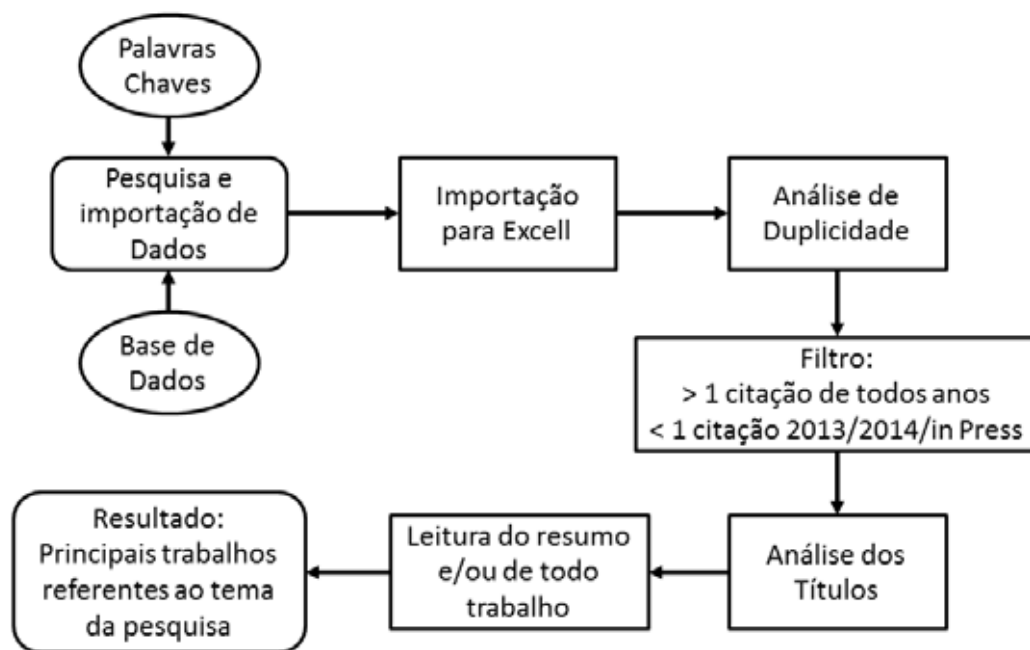 Palavras
Chaves
Pesquisa e
importação de
Dados
Importação
para Excell
Análise de
Duplicidade
Base de
Dados
Filtro:
> 1 citação de todos anos
< 1 citação 2013/2014/in Press
Resultado:
Principais trabalhos
referentes ao tema
da pesquisa
Leitura do resumo
e/ou de todo
trabalho
Análise dos
Títulos